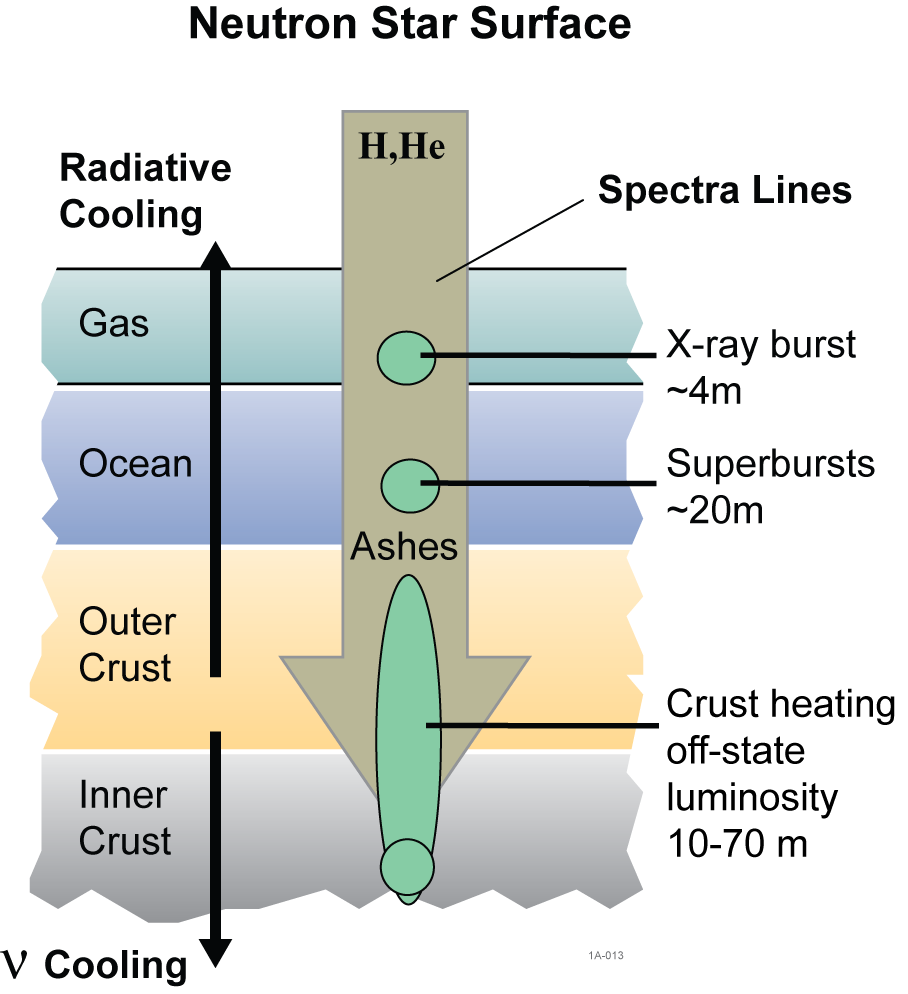 Neutron Star Surface
H,He
Radiative
Cooling
Spectra Lines
Gas
X-ray burst
~4m
Ocean
Superbursts
~20m
Ashes
Outer
Crust
Crust heating
off-state
luminosity
10-70 m
Inner
Crust
ν Cooling
1A-013